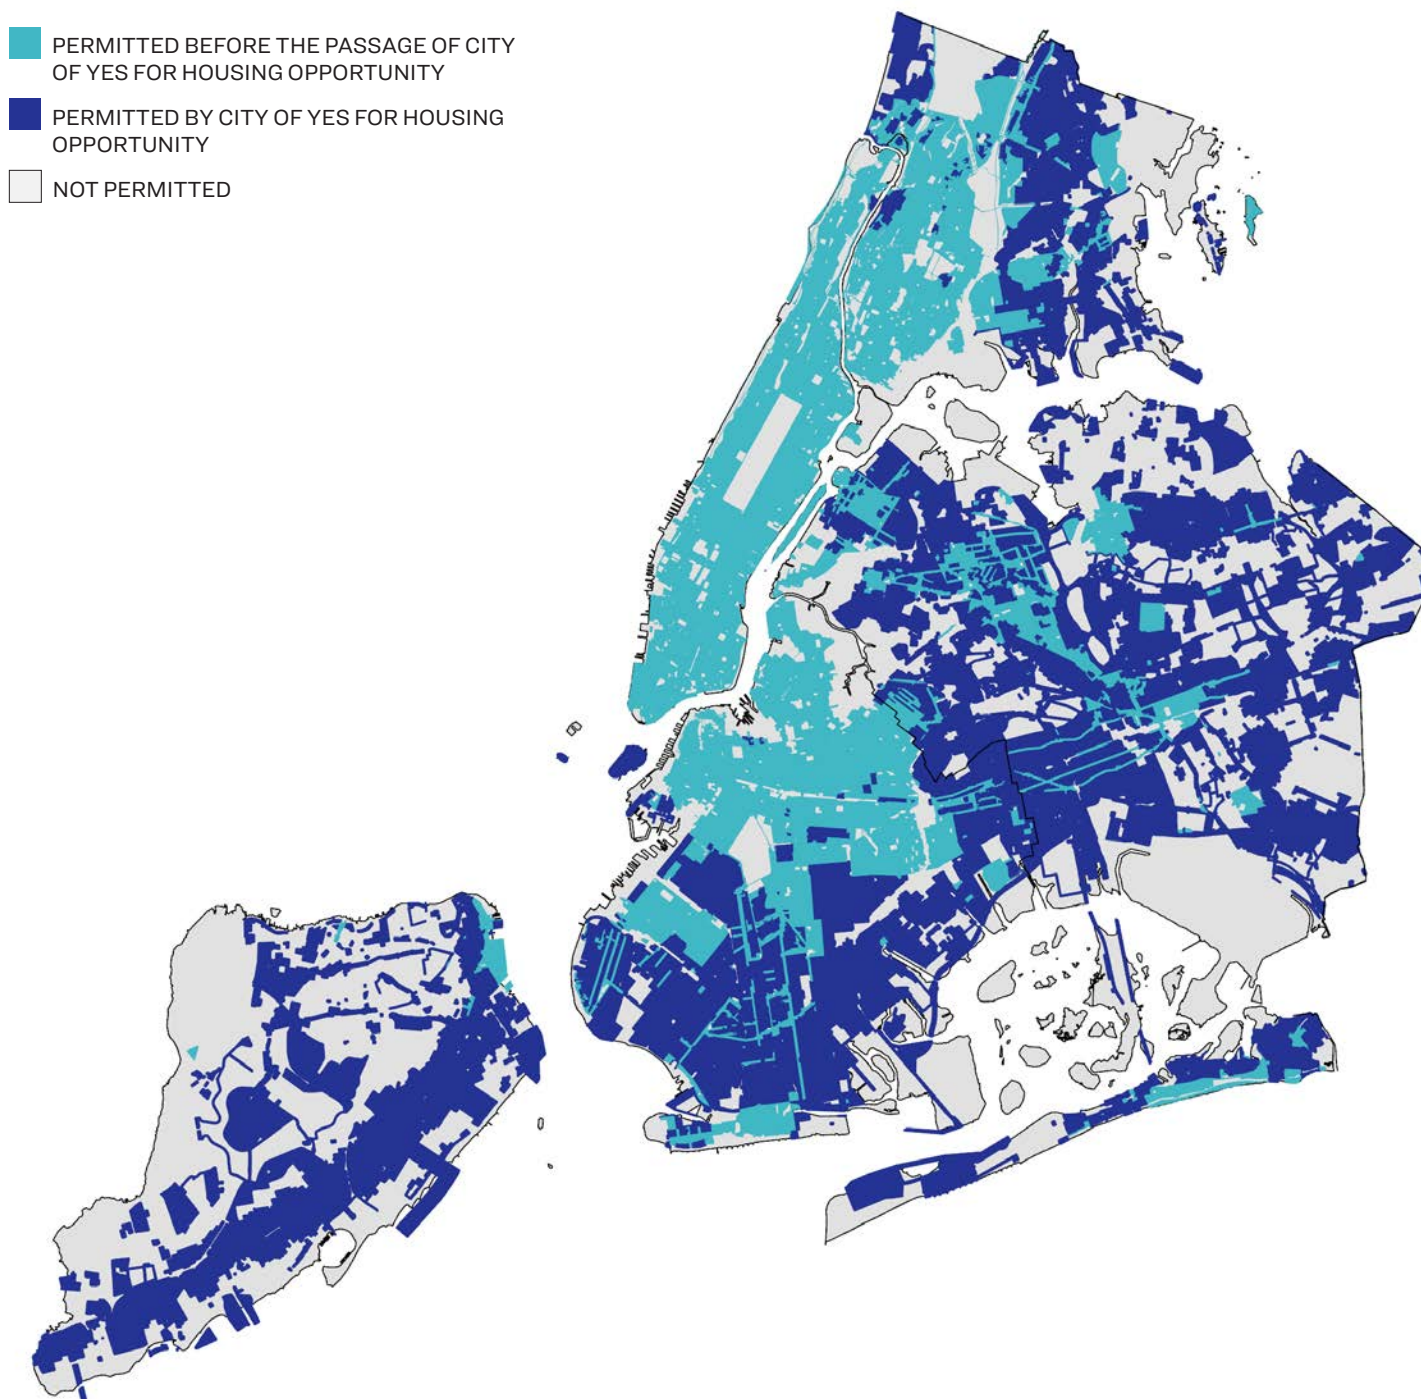 PERMITTED BEFORE THE PASSAGE OF CITY
OF YES FOR HOUSING OPPORTUNITY
PERMITTED BY CITY OF YES FOR HOUSING
OPPORTUNITY
NOT PERMITTED